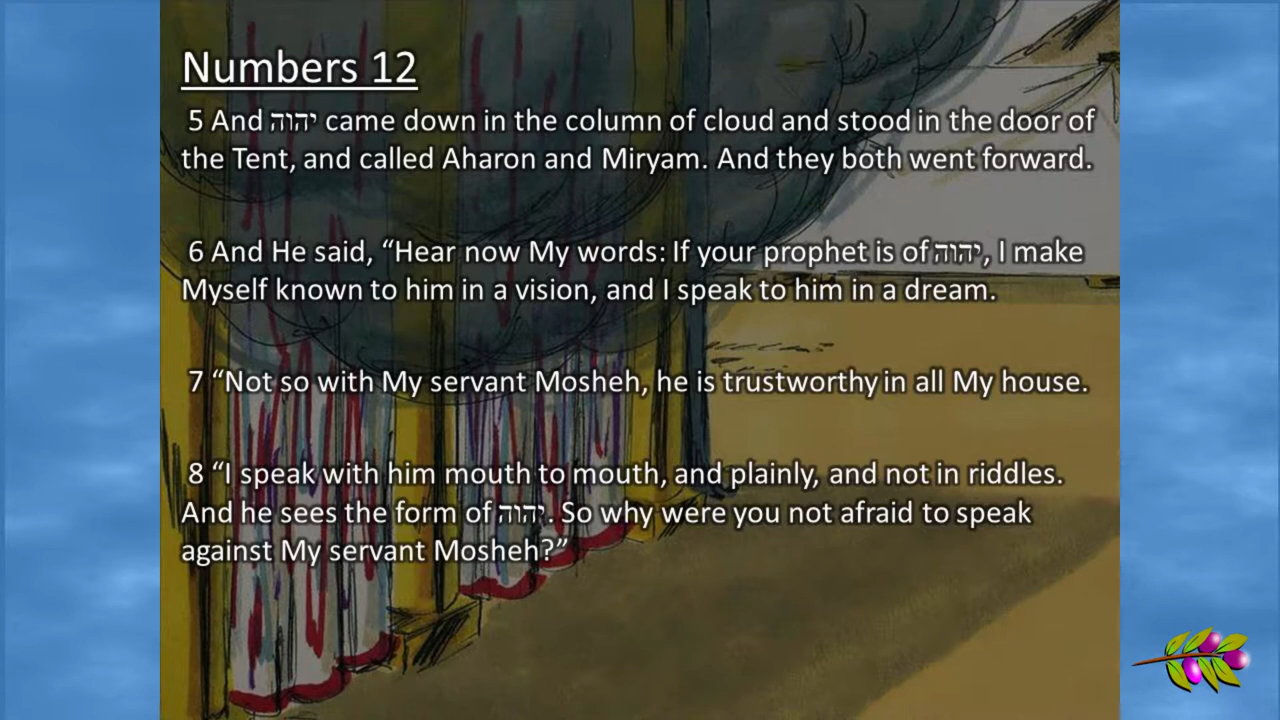 Numbers 12
5 And יהוה came down in the column of cloud and stood in the door of
the Tent, and called Aharon and Miryam. And they both went forward.
6 And He said, “Hear now My words: If your prophet is of יהוה, I make
Myself known to him in a vision, and I speak to him in a dream.
7 “Not so with My servant Mosheh, he is trustworthy in all My house.
8 “I speak with him mouth to mouth, and plainly, and not in riddles.
And he sees the form of יהוה. So why were you not afraid to speak
against My servant Mosheh?”